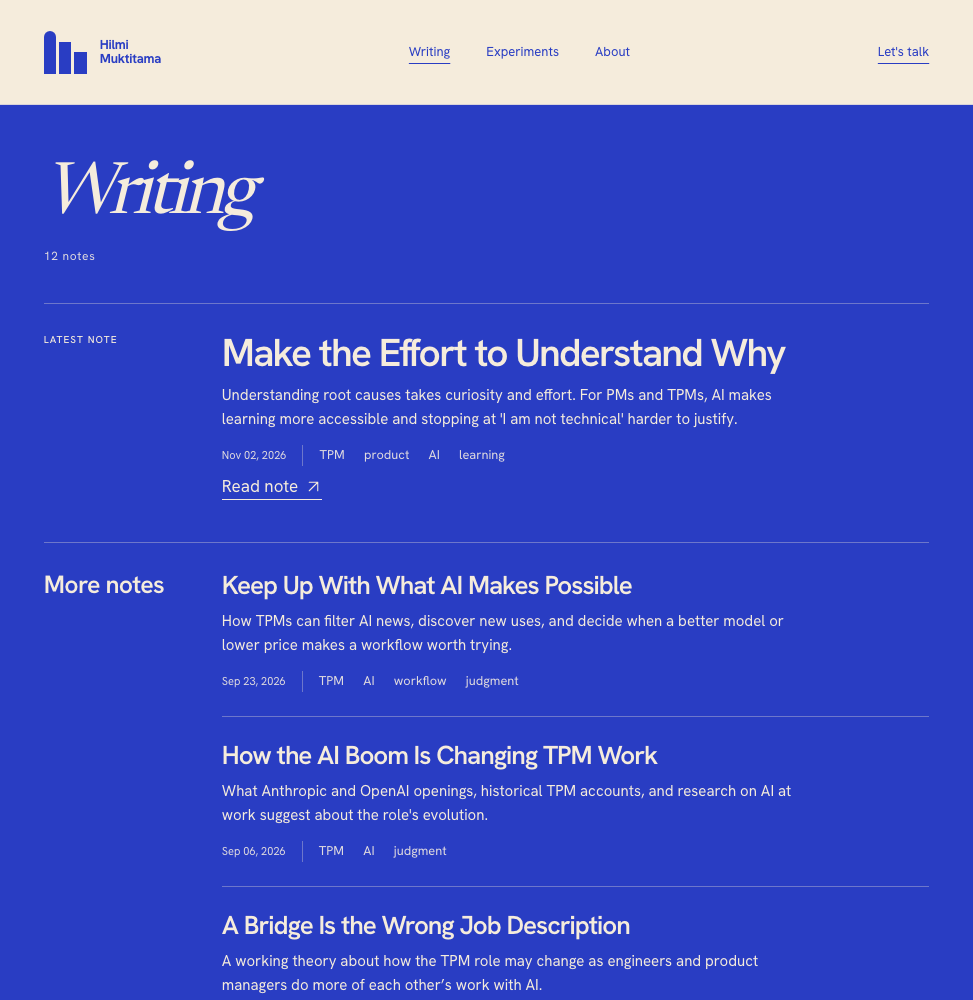 Hilmi
Muktitama
Writing
Experiments
About
Let's talk
Writing
12 notes
LATEST NOTE
Make the Effort to Understand Why
Understanding root causes takes curiosity and effort. For PMs and TPMs, AI makes
learning more accessible and stopping at 'I am not technical' harder to justify.
Nov 02, 2026 TPM product AI learning
Read note
More notes
Keep Up With What AI Makes Possible
How TPMs can filter AI news, discover new uses, and decide when a better model or
lower price makes a workflow worth trying.
Sep 23, 2026 TPM AI workflow judgment
How the AI Boom Is Changing TPM Work
What Anthropic and OpenAI openings, historical TPM accounts, and research on AI at
work suggest about the role's evolution.
Sep 06, 2026 TPM AI judgment
A Bridge Is the Wrong Job Description
A working theory about how the TPM role may change as engineers and product
managers do more of each other’s work with AI.